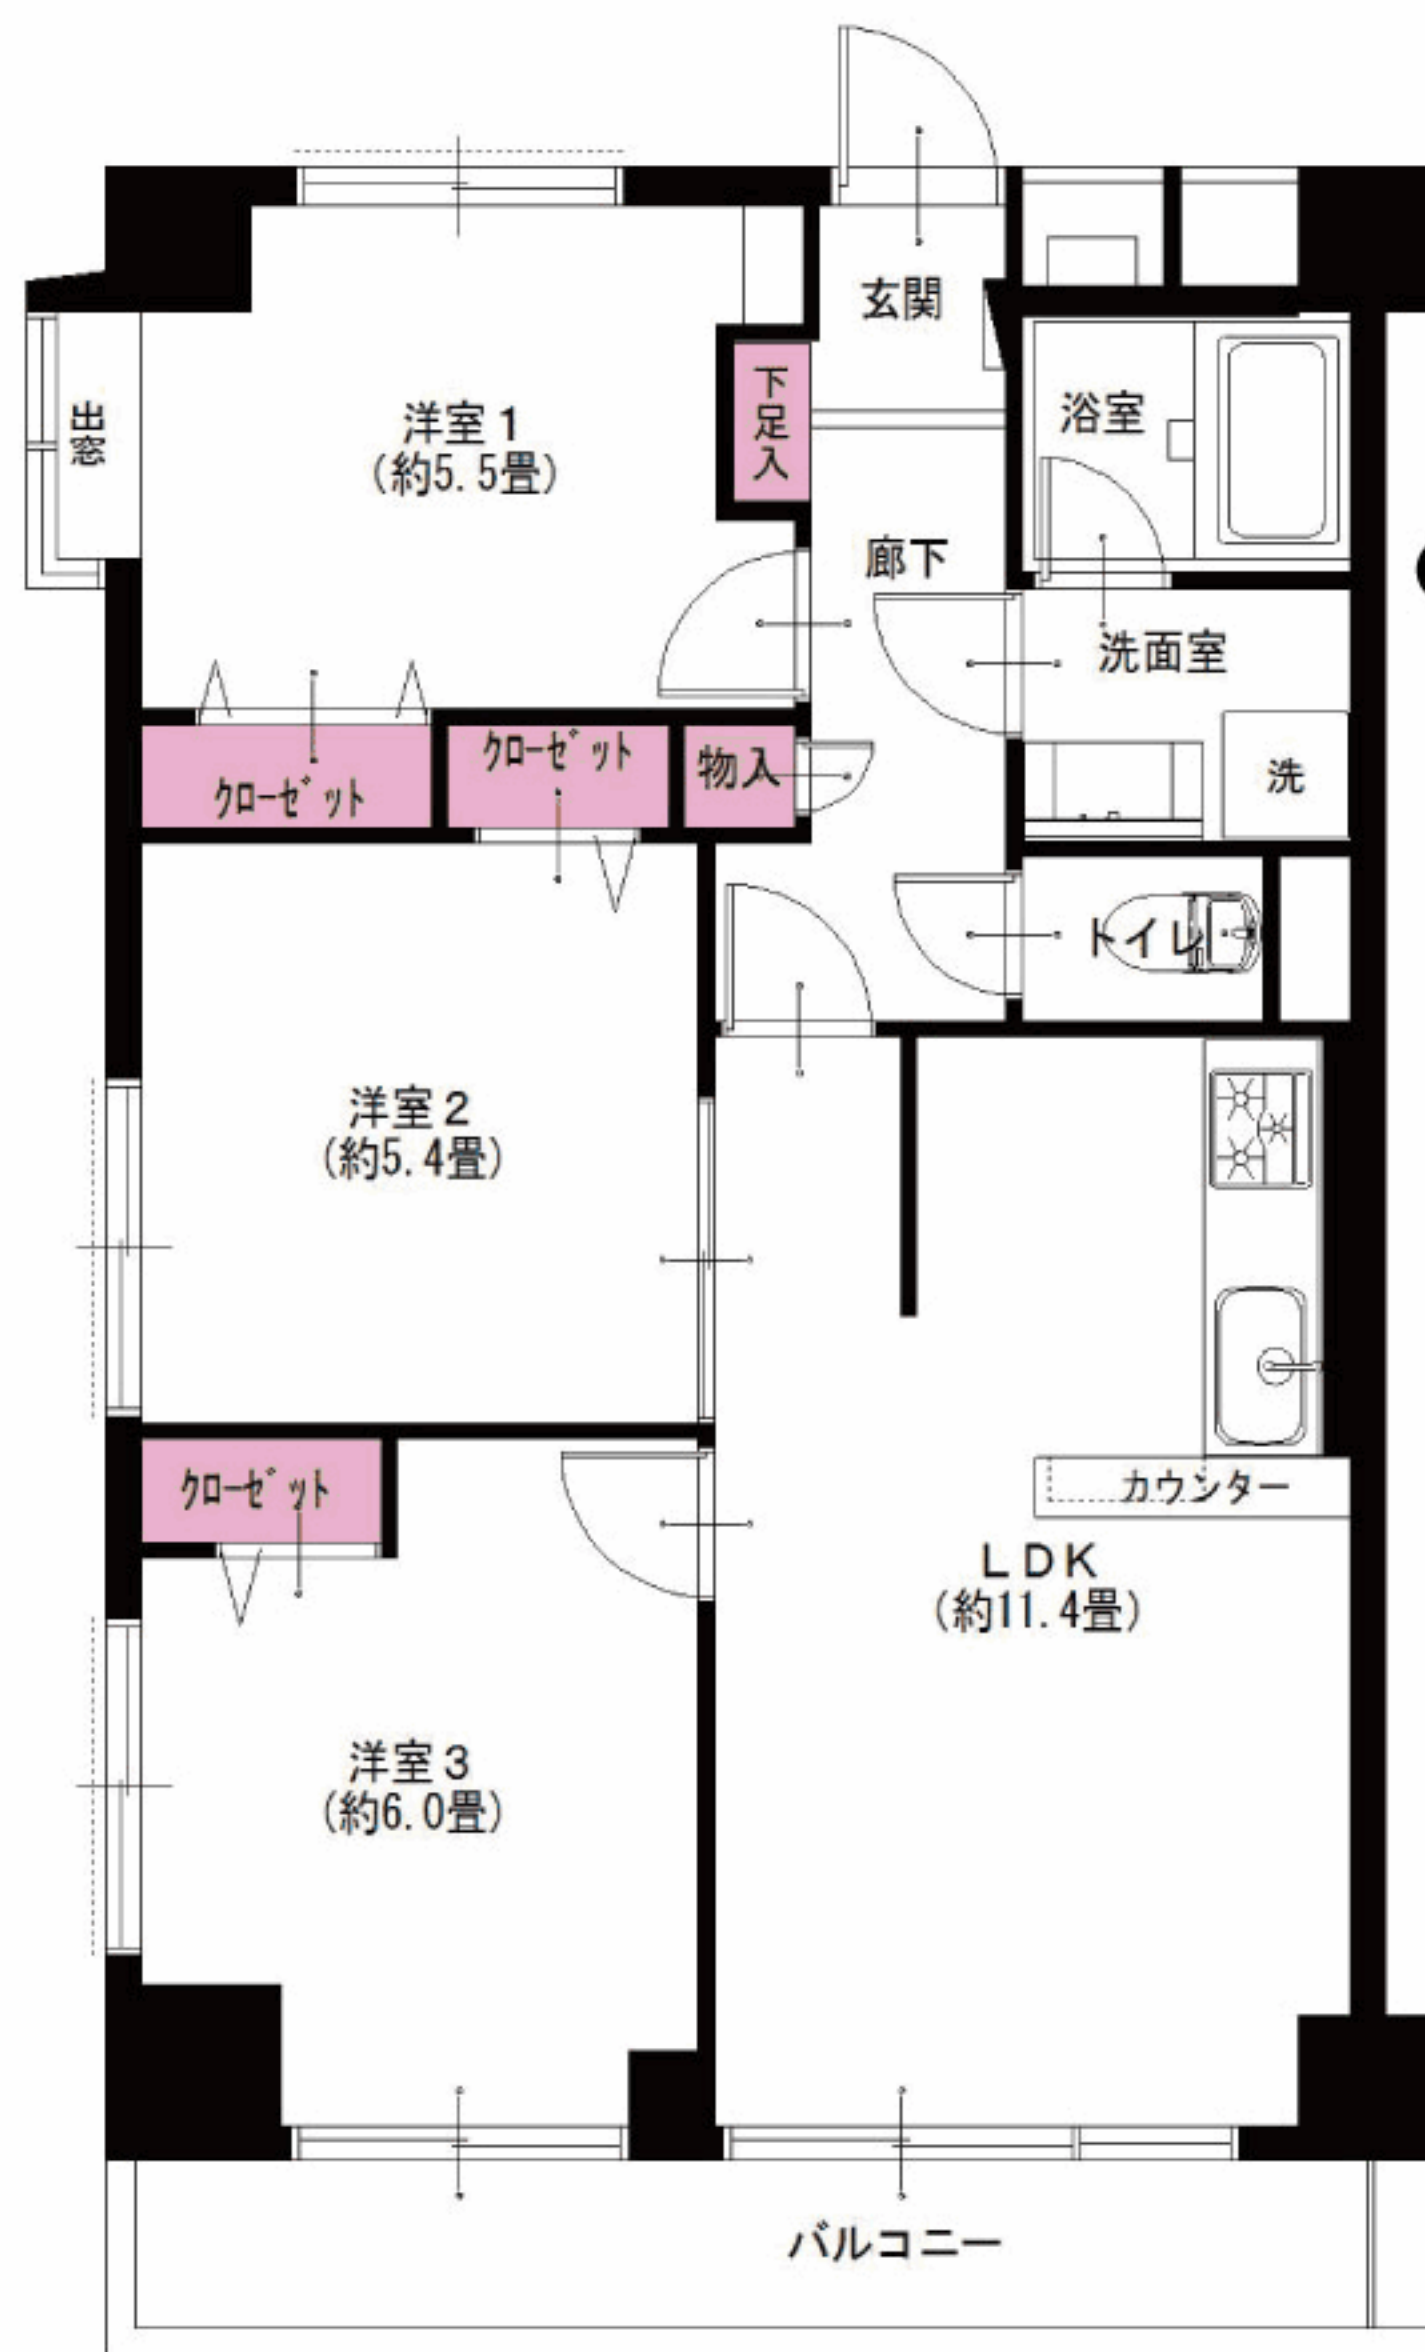 玄関
下足入
浴室
出窓
洋室1
(約5.5畳)
廊下
洗面室
クローゼット
クローゼット
物入
洗
トイレ
洋室2
(約5.4畳)
クローゼット
カウンター
LDK
(約11.4畳)
洋室3
(約6.0畳)
バルコニー